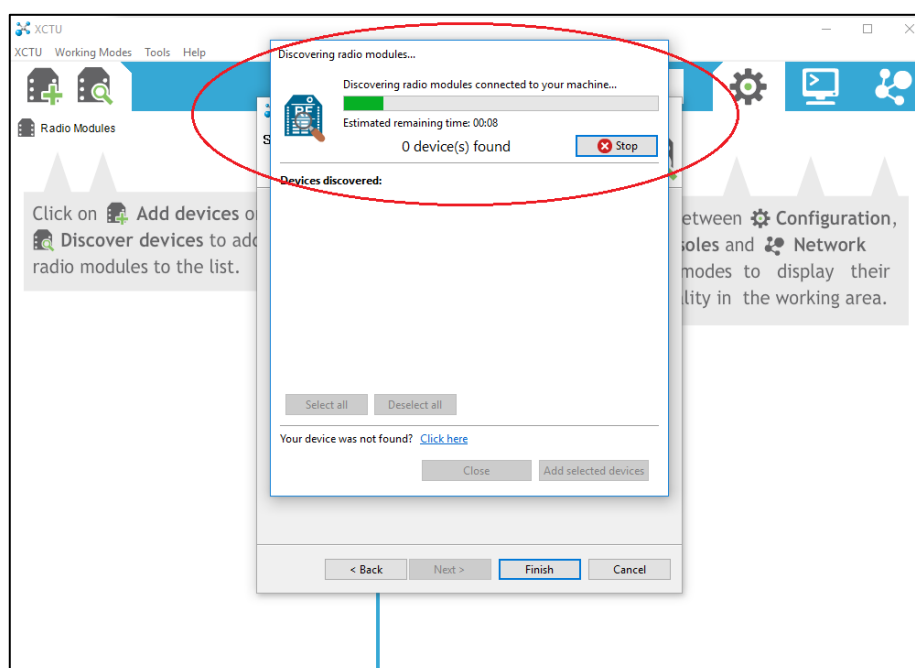 XCTU
XCTU Working Modes Tools Help
Discovering radio modules...
Discovering radio modules connected to your machine...
Estimated remaining time: 00:08
0 device(s) found
Stop
Devices discovered:
Radio Modules
S
Click on Add devices o
Discover devices to add
radio modules to the list.
etween Configuration,
soles and Network
modes to display their
lity in the working area.
Select all Deselect all
Your device was not found? Click here
Close Add selected devices
< Back Next > Finish Cancel